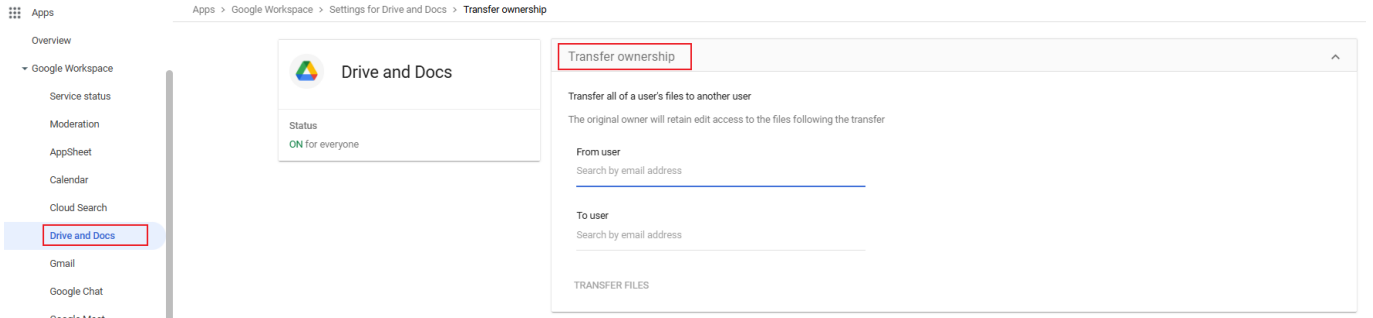 Apps
Overview
Google Workspace
Service status
Moderation
AppSheet
Calendar
Cloud Search
Drive and Docs
Gmail
Google Chat
Apps > Google Workspace > Settings for Drive and Docs > Transfer ownership
Drive and Docs
Status
ON for everyone
Transfer ownership
Transfer all of a user's files to another user
The original owner will retain edit access to the files following the transfer
From user
Search by email address
To user
Search by email address
TRANSFER FILES